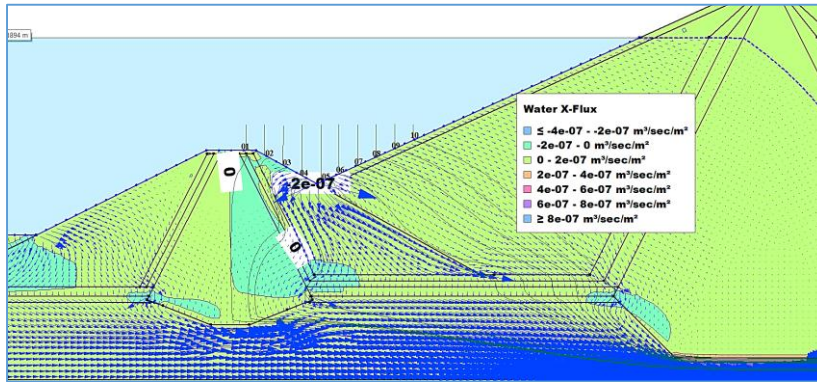 1894 m
01
02
03
04
05
06
07
08
09
10
0
2e-07
0
Water X-Flux
≤ -4e-07 - -2e-07 m³/sec/m²
-2e-07 - 0 m³/sec/m²
0 - 2e-07 m³/sec/m²
2e-07 - 4e-07 m³/sec/m²
4e-07 - 6e-07 m³/sec/m²
6e-07 - 8e-07 m³/sec/m²
≥ 8e-07 m³/sec/m²